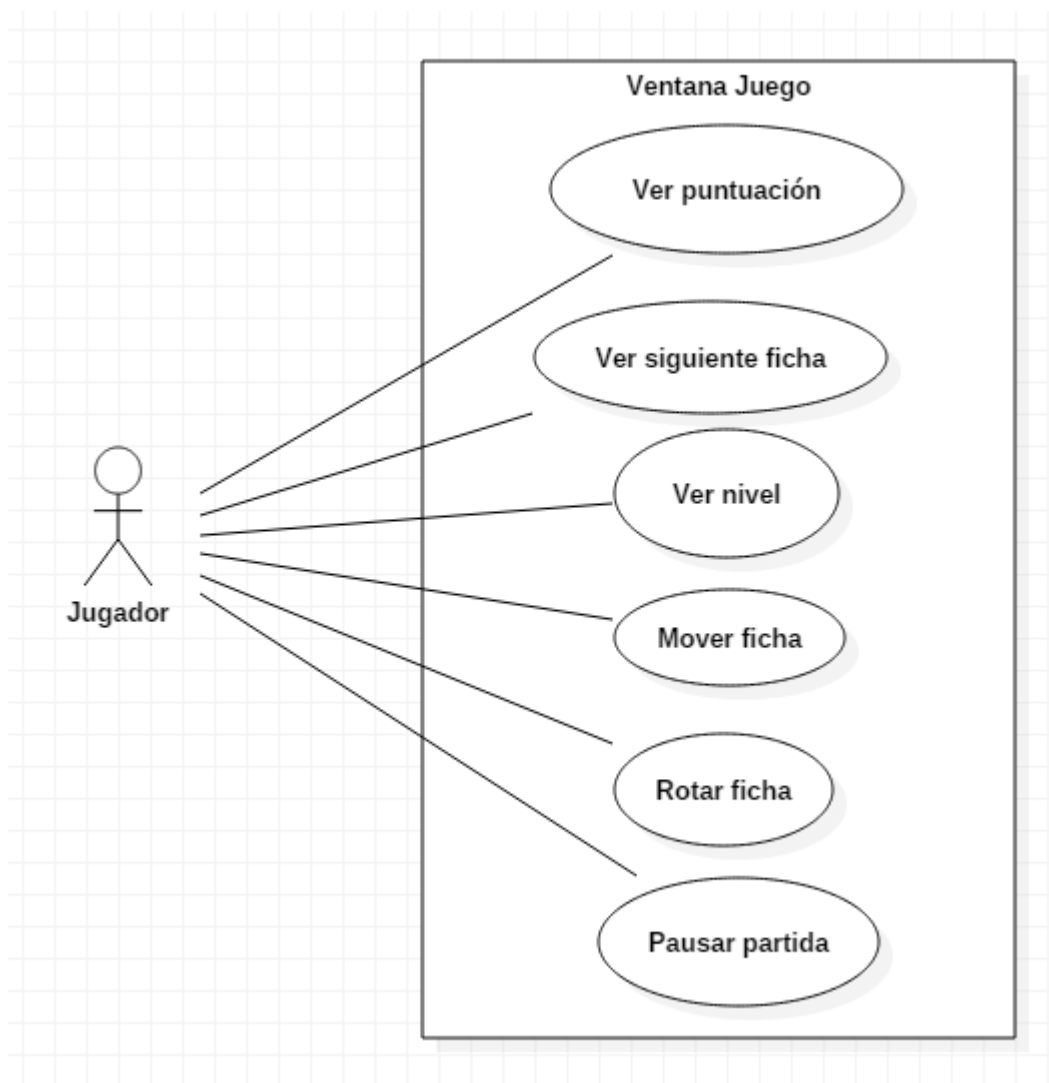 Ventana Juego
Ver puntuación
Ver siguiente ficha
Ver nivel
Mover ficha
Rotar ficha
Pausar partida
Jugador